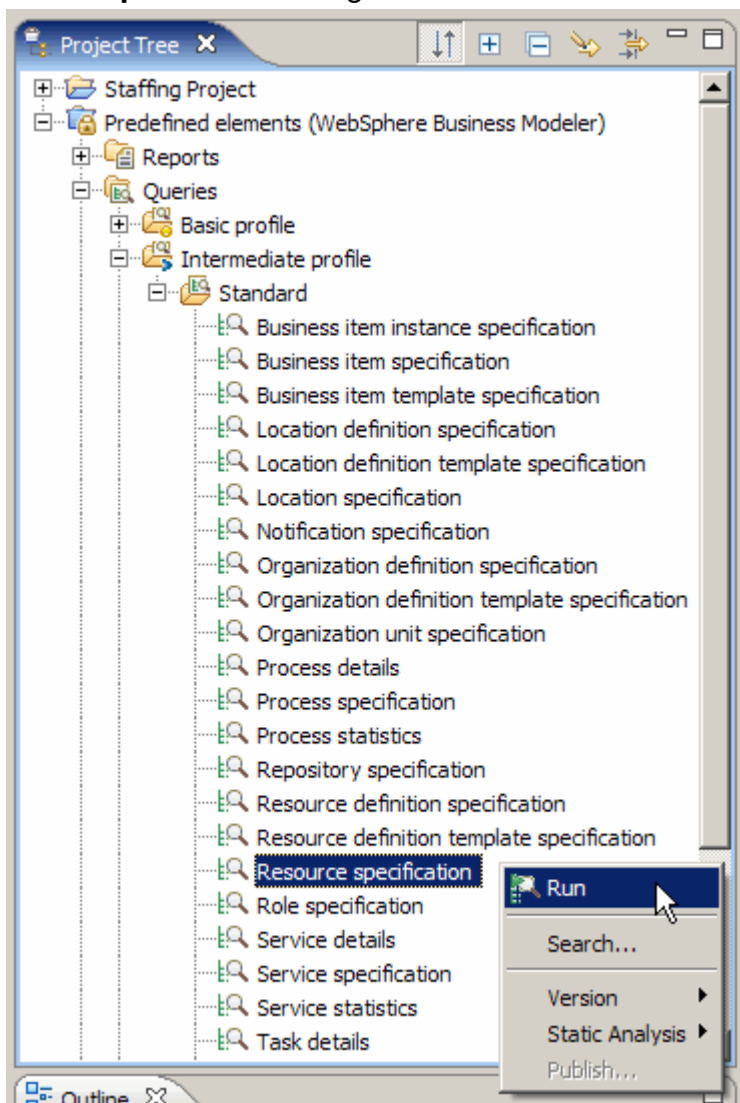 Project Tree
Staffing Project
Predefined elements (WebSphere Business Modeler)
Reports
Queries
Basic profile
Intermediate profile
Standard
Business item instance specification
Business item specification
Business item template specification
Location definition specification
Location definition template specification
Location specification
Notification specification
Organization definition specification
Organization definition template specification
Organization unit specification
Process details
Process specification
Process statistics
Repository specification
Resource definition specification
Resource definition template specification
Resource specification
Run
Role specification
Service details
Search...
Service specification
Version
Service statistics
Static Analysis
Task details
Publish...
Outline